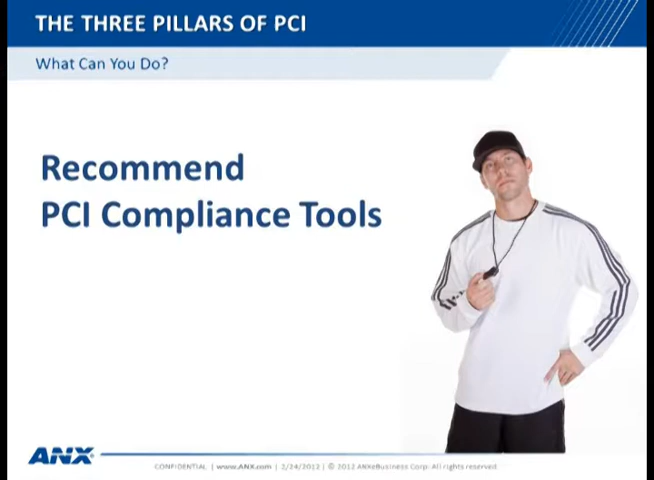 THE THREE PILLARS OF PCI
What Can You Do?
Recommend
PCI Compliance Tools
ANX
CONFIDENTIAL | www.ANX.com | 2/24/2012 | © 2012 ANXeBusiness Corp. All rights reserved.